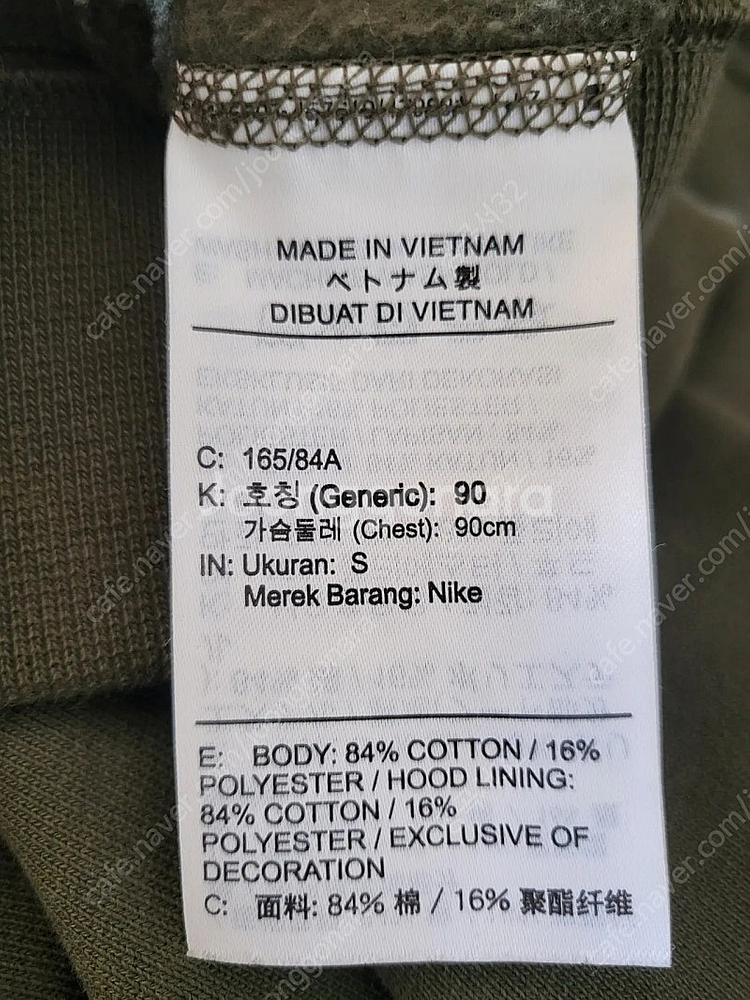 MADE IN VIETNAM
ベトナム製
DIBUAT DI VIETNAM
C: 165/84A
K: 호칭 (Generic): 90
가슴둘레 (Chest): 90cm
IN: Ukuran: S
Merek Barang: Nike
E: BODY: 84% COTTON / 16%
POLYESTER / HOOD LINING:
84% COTTON / 16%
POLYESTER / EXCLUSIVE OF
DECORATION
C: 面料: 84% 棉 / 16% 聚酯纤维